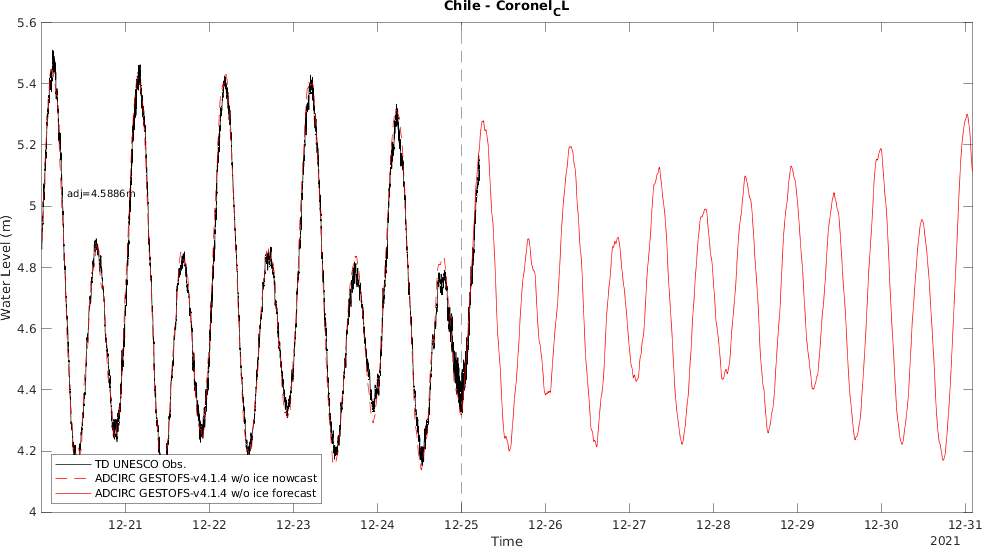 Chile - Coronel_CL
5.6
5.4
5.2
5
4.8
4.6
4.4
4.2
4
Water Level (m)
adj=4.5886m
TD UNESCO Obs.
ADCIRC GESTOFS-v4.1.4 w/o ice nowcast
ADCIRC GESTOFS-v4.1.4 w/o ice forecast
12-21 12-22 12-23 12-24 12-25 12-26 12-27 12-28 12-29 12-30 12-31
Time
2021